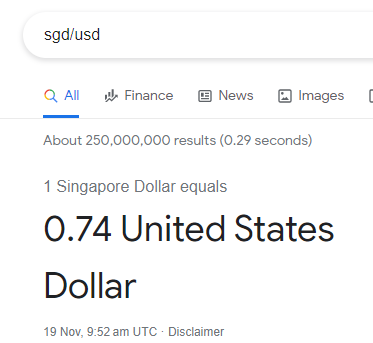 sgd/usd
All Finance News Images
About 250,000,000 results (0.29 seconds)
1 Singapore Dollar equals
0.74 United States
Dollar
19 Nov, 9:52 am UTC · Disclaimer